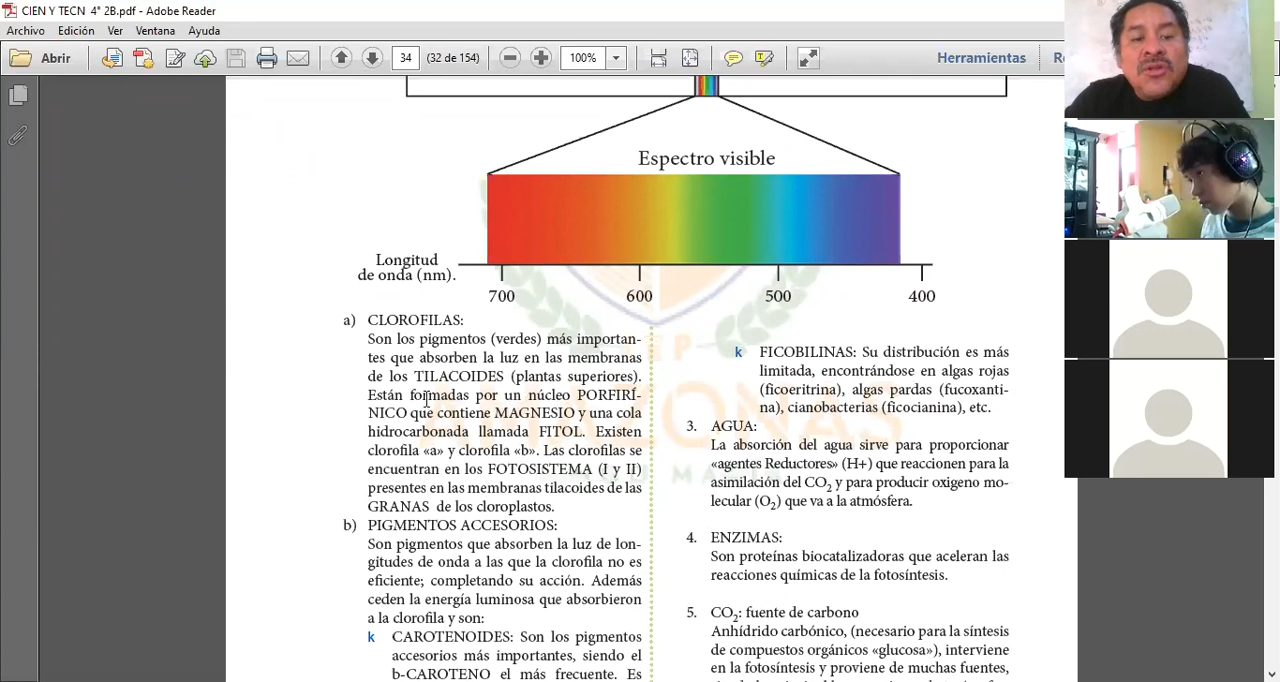 CIEN Y TECN 4° 2B.pdf - Adobe Reader
Archivo Edición Ver Ventana Ayuda
Abrir
34
(32 de 154)
100%
Herramientas
Espectro visible
Longitud
de onda (nm).
700 600 500 400
a) CLOROFILAS:
Son los pigmentos (verdes) más importan-
tes que absorben la luz en las membranas
de los TILACOIDES (plantas superiores).
Están formadas por un núcleo PORFIRÍ-
NICO que contiene MAGNESIO y una cola
hidrocarbonada llamada FITOL. Existen
clorofila «a» y clorofila «b». Las clorofilas se
encuentran en los FOTOSISTEMA (I y II)
presentes en las membranas tilacoides de las
GRANAS de los cloroplastos.
b) PIGMENTOS ACCESORIOS:
Son pigmentos que absorben la luz de lon-
gitudes de onda a las que la clorofila no es
eficiente; completando su acción. Además
ceden la energía luminosa que absorbieron
a la clorofila y son:
k CAROTENOIDES: Son los pigmentos
accesorios más importantes, siendo el
b-CAROTENO el más frecuente. Es
k FICOBILINAS: Su distribución es más
limitada, encontrándose en algas rojas
(ficoeritrina), algas pardas (fucoxanti-
na), cianobacterias (ficocianina), etc.
3. AGUA:
La absorción del agua sirve para proporcionar
«agentes Reductores» (H+) que reaccionen para la
asimilación del CO2 y para producir oxigeno mo-
lecular (O2) que va a la atmósfera.
4. ENZIMAS:
Son proteínas biocatalizadoras que aceleran las
reacciones químicas de la fotosíntesis.
5. CO2: fuente de carbono
Anhídrido carbónico, (necesario para la síntesis
de compuestos orgánicos «glucosa»), interviene
en la fotosíntesis y proviene de muchas fuentes,
AMAZONAS